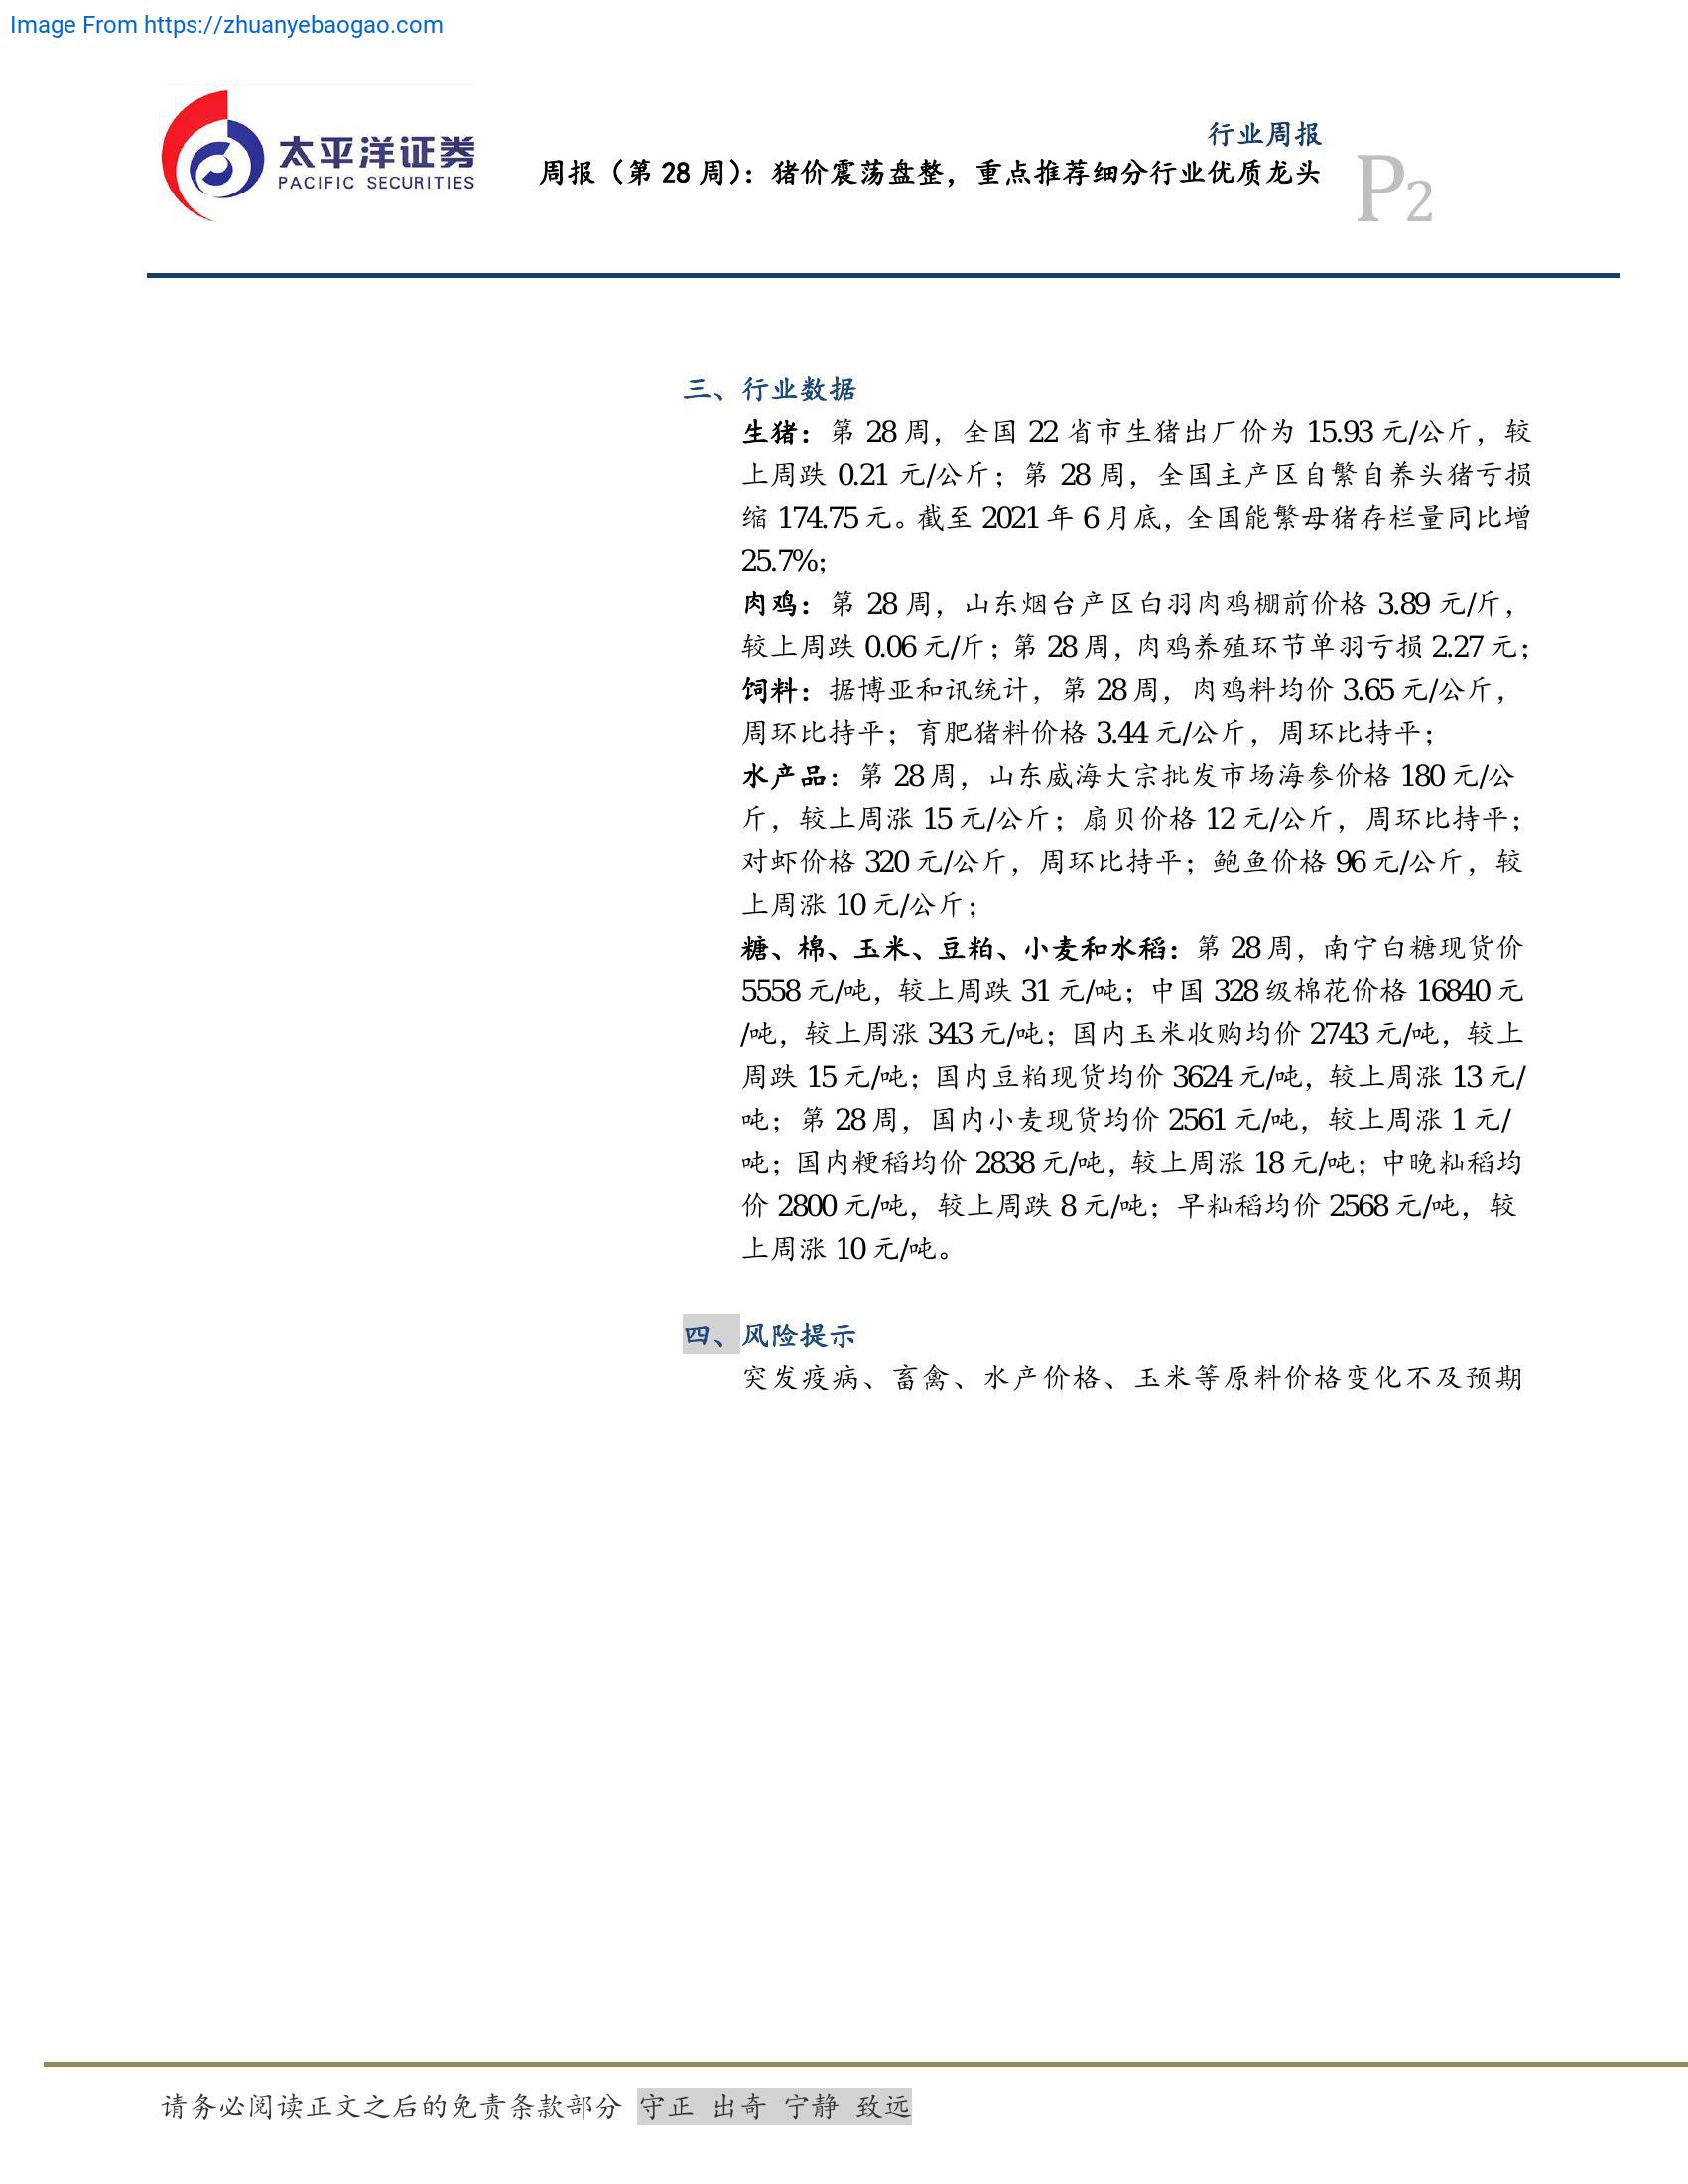 Image From https://zhuanyebaogao.com
太平洋证券
PACIFIC SECURITIES
行业周报
周报（第 28 周）：猪价震荡盘整，重点推荐细分行业优质龙头
P2
三、行业数据
生猪：第 28 周，全国 22 省市生猪出厂价为 15.93 元/公斤，较
上周跌 0.21 元/公斤；第 28 周，全国主产区自繁自养头猪亏损
缩 174.75 元。截至 2021 年 6 月底，全国能繁母猪存栏量同比增
25.7%；
肉鸡：第 28 周，山东烟台产区白羽肉鸡棚前价格 3.89 元/斤，
较上周跌 0.06 元/斤；第 28 周，肉鸡养殖环节单羽亏损 2.27 元；
饲料：据博亚和讯统计，第 28 周，肉鸡料均价 3.65 元/公斤，
周环比持平；育肥猪料价格 3.44 元/公斤，周环比持平；
水产品：第 28 周，山东威海大宗批发市场海参价格 180 元/公
斤，较上周涨 15 元/公斤；扇贝价格 12 元/公斤，周环比持平；
对虾价格 320 元/公斤，周环比持平；鲍鱼价格 96 元/公斤，较
上周涨 10 元/公斤；
糖、棉、玉米、豆粕、小麦和水稻：第 28 周，南宁白糖现货价
5558 元/吨，较上周跌 31 元/吨；中国 328 级棉花价格 16840 元
/吨，较上周涨 343 元/吨；国内玉米收购均价 2743 元/吨，较上
周跌 15 元/吨；国内豆粕现货均价 3624 元/吨，较上周涨 13 元/
吨；第 28 周，国内小麦现货均价 2561 元/吨，较上周涨 1 元/
吨；国内粳稻均价 2838 元/吨，较上周涨 18 元/吨；中晚籼稻均
价 2800 元/吨，较上周跌 8 元/吨；早籼稻均价 2568 元/吨，较
上周涨 10 元/吨。
四、风险提示
突发疫病、畜禽、水产价格、玉米等原料价格变化不及预期
请务必阅读正文之后的免责条款部分 守正 出奇 宁静 致远